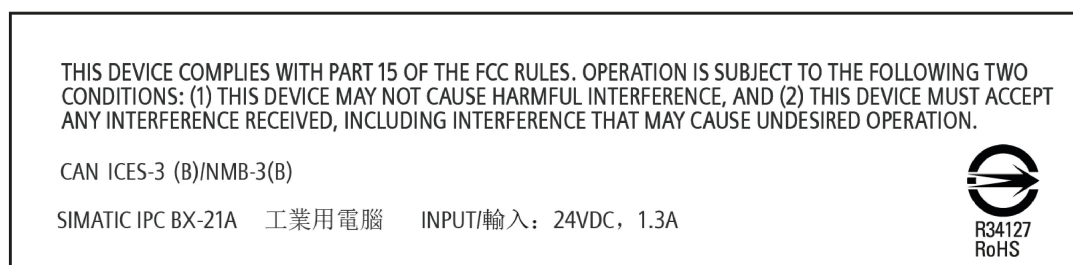 THIS DEVICE COMPLIES WITH PART 15 OF THE FCC RULES. OPERATION IS SUBJECT TO THE FOLLOWING TWO
CONDITIONS: (1) THIS DEVICE MAY NOT CAUSE HARMFUL INTERFERENCE, AND (2) THIS DEVICE MUST ACCEPT
ANY INTERFERENCE RECEIVED, INCLUDING INTERFERENCE THAT MAY CAUSE UNDESIRED OPERATION.
CAN ICES-3 (B)/NMB-3(B)
SIMATIC IPC BX-21A 工業用電腦 INPUT/輸入：24VDC，1.3A
R34127
RoHS